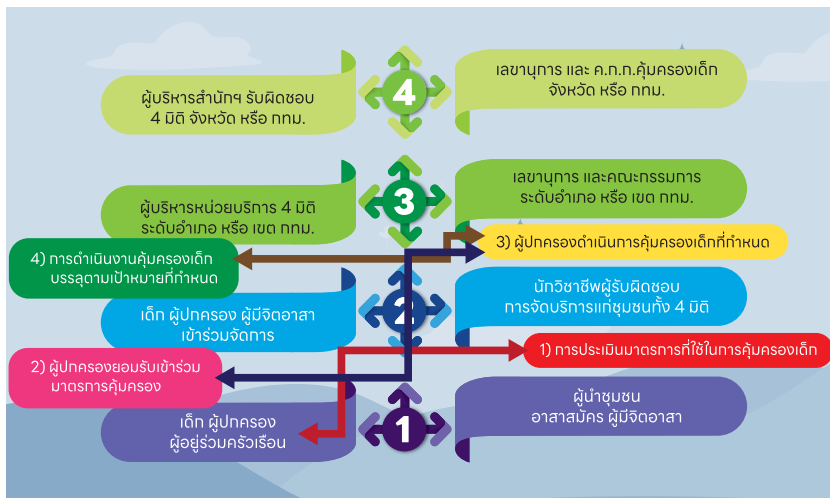 ผู้บริหารสำนักฯ รับผิดชอบ
4 มิติ จังหวัด หรือ กทม.
4
เลขานุการ และ ค.ก.ก.คุ้มครองเด็ก
จังหวัด หรือ กทม.
ผู้บริหารหน่วยบริการ 4 มิติ
ระดับอำเภอ หรือ เขต กทม.
3
เลขานุการ และคณะกรรมการ
ระดับอำเภอ หรือ เขต กทม.
4) การดำเนินงานคุ้มครองเด็ก
บรรลุตามเป้าหมายที่กำหนด
3) ผู้ปกครองดำเนินการคุ้มครองเด็กที่กำหนด
เด็ก ผู้ปกครอง ผู้มีจิตอาสา
เข้าร่วมจัดการ
2
นักวิชาชีพผู้รับผิดชอบ
การจัดบริการแก่ชุมชนทั้ง 4 มิติ
2) ผู้ปกครองยอมรับเข้าร่วม
มาตรการคุ้มครอง
1) การประเมินมาตรการที่ใช้ในการคุ้มครองเด็ก
เด็ก ผู้ปกครอง
ผู้อยู่ร่วมครัวเรือน
1
ผู้นำชุมชน
อาสาสมัคร ผู้มีจิตอาสา